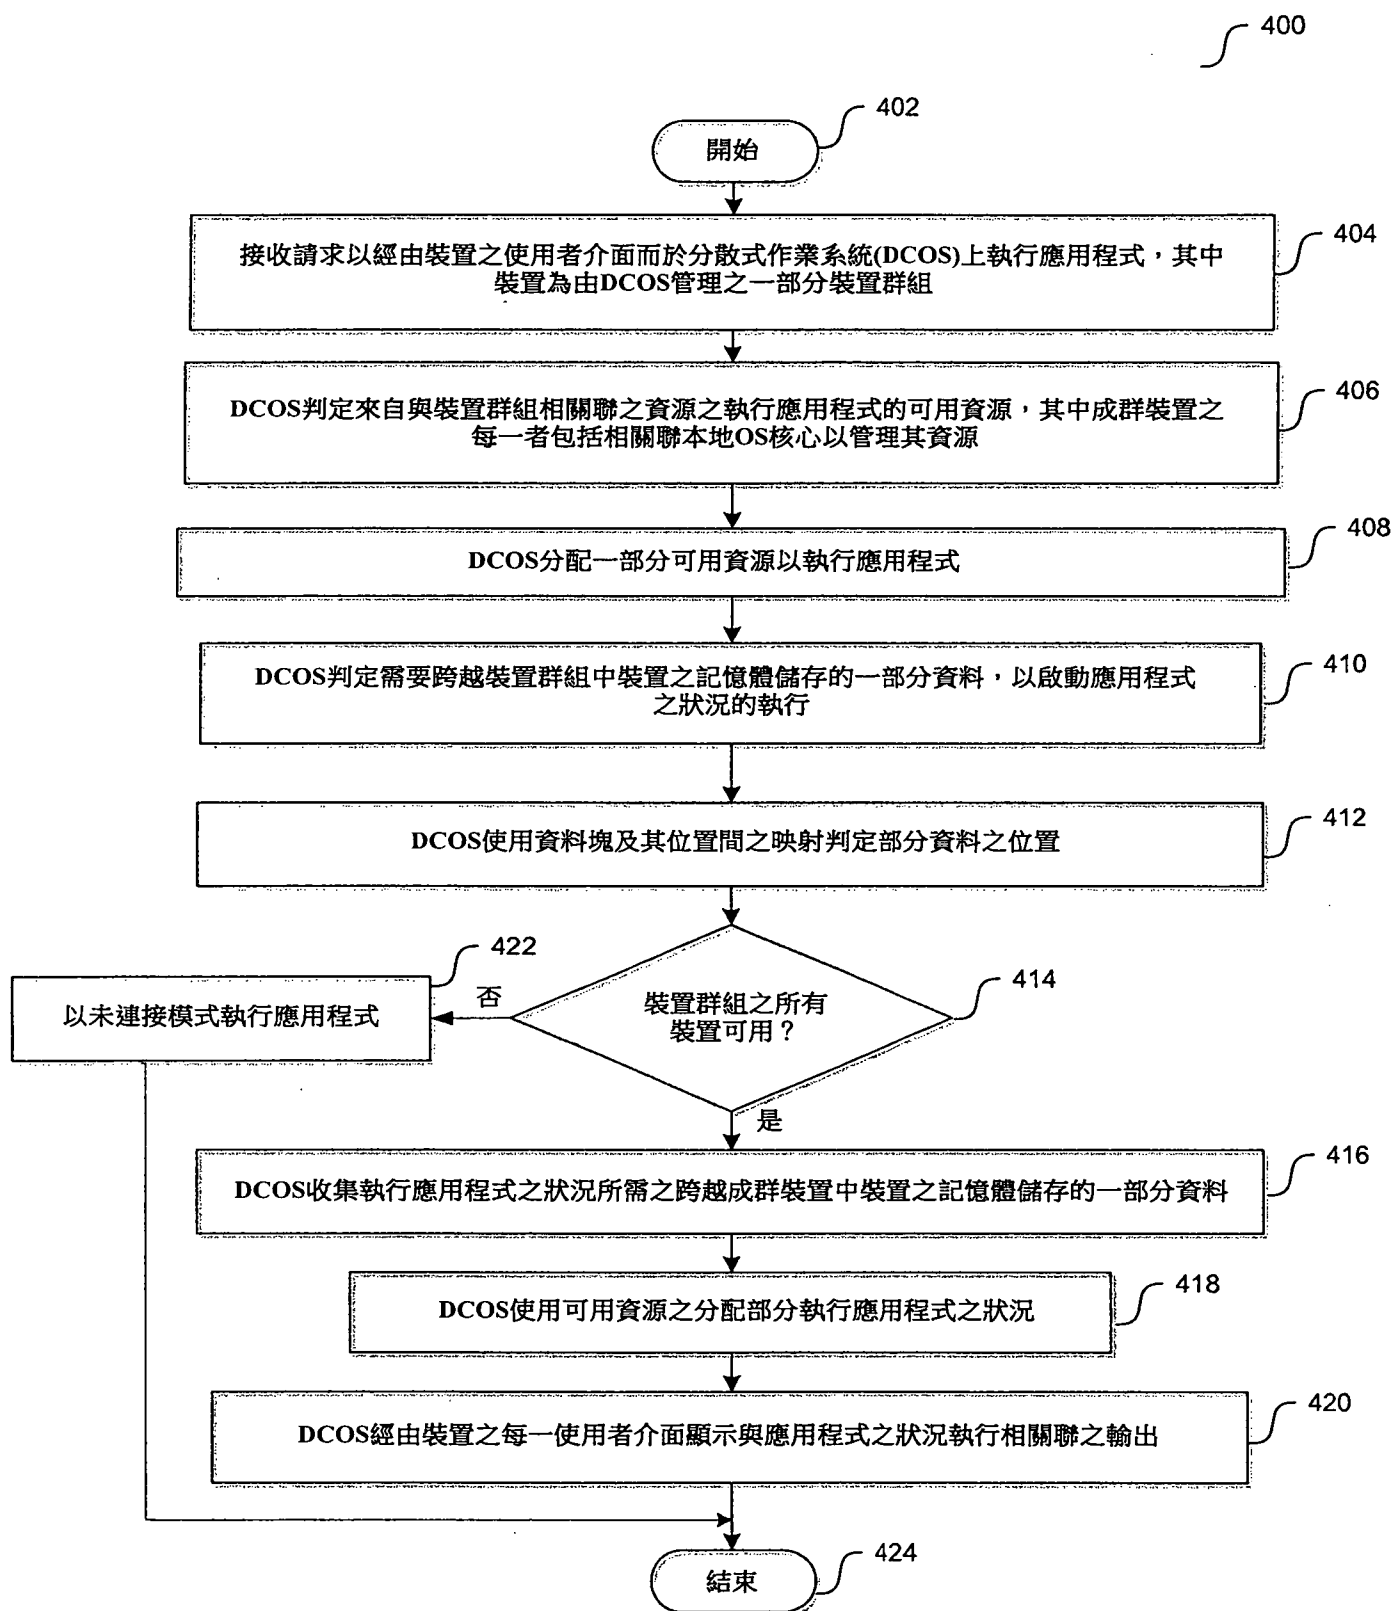 400
402
開始
404
接收請求以經由裝置之使用者介面而於分散式作業系統(DCOS)上執行應用程式，其中
裝置為由DCOS管理之一部分裝置群組
406
DCOS判定來自與裝置群組相關聯之資源之執行應用程式的可用資源，其中成群裝置之
每一者包括相關聯本地OS核心以管理其資源
408
DCOS分配一部分可用資源以執行應用程式
410
DCOS判定需要跨越裝置群組中裝置之記憶體儲存的一部分資料，以啟動應用程式
之狀況的執行
412
DCOS使用資料塊及其位置間之映射判定部分資料之位置
422
以未連接模式執行應用程式
否
414
裝置群組之所有
裝置可用？
是
416
DCOS收集執行應用程式之狀況所需之跨越成群裝置中裝置之記憶體儲存的一部分資料
418
DCOS使用可用資源之分配部分執行應用程式之狀況
420
DCOS經由裝置之每一使用者介面顯示與應用程式之狀況執行相關聯之輸出
424
結束